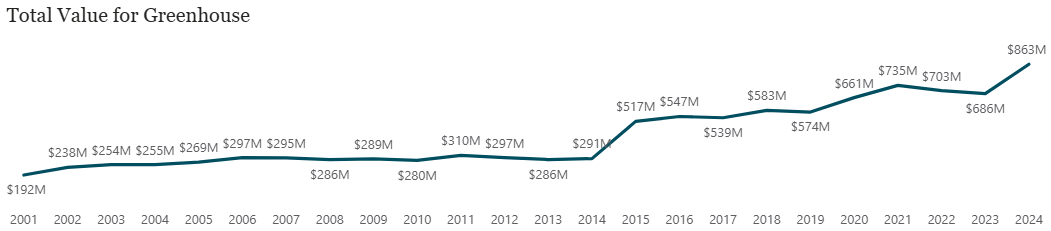 Total Value for Greenhouse
$192M
$238M
$254M
$255M
$269M
$297M
$295M
$286M
$289M
$280M
$310M
$297M
$286M
$291M
$517M
$547M
$539M
$583M
$574M
$661M
$735M
$703M
$686M
$863M
2001 2002 2003 2004 2005 2006 2007 2008 2009 2010 2011 2012 2013 2014 2015 2016 2017 2018 2019 2020 2021 2022 2023 2024